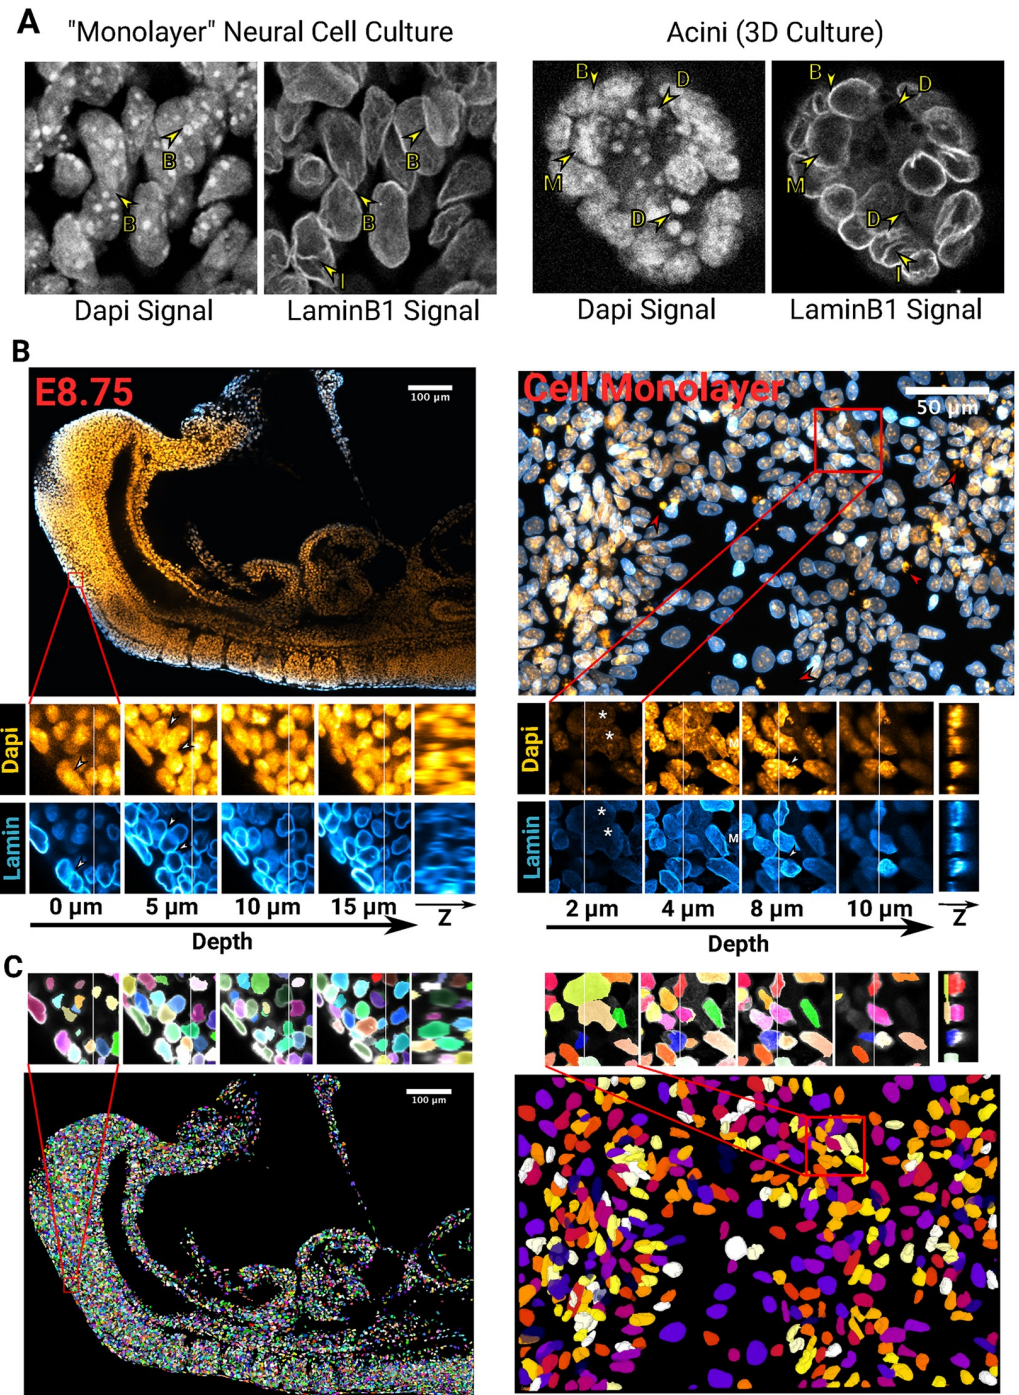 A
"Monolayer" Neural Cell Culture
Acini (3D Culture)
B
B
B
B
I
B
D
M
D
B
D
M
D
I
Dapi Signal
LaminB1 Signal
Dapi Signal
LaminB1 Signal
B
E8.75
100 µm
Cell Monolayer
50 µm
Dapi
Lamin
0 µm
5 µm
10 µm
15 µm
Z
Depth
Dapi
* *
M
Lamin
* *
M
2 µm
4 µm
8 µm
10 µm
Z
Depth
C
100 µm